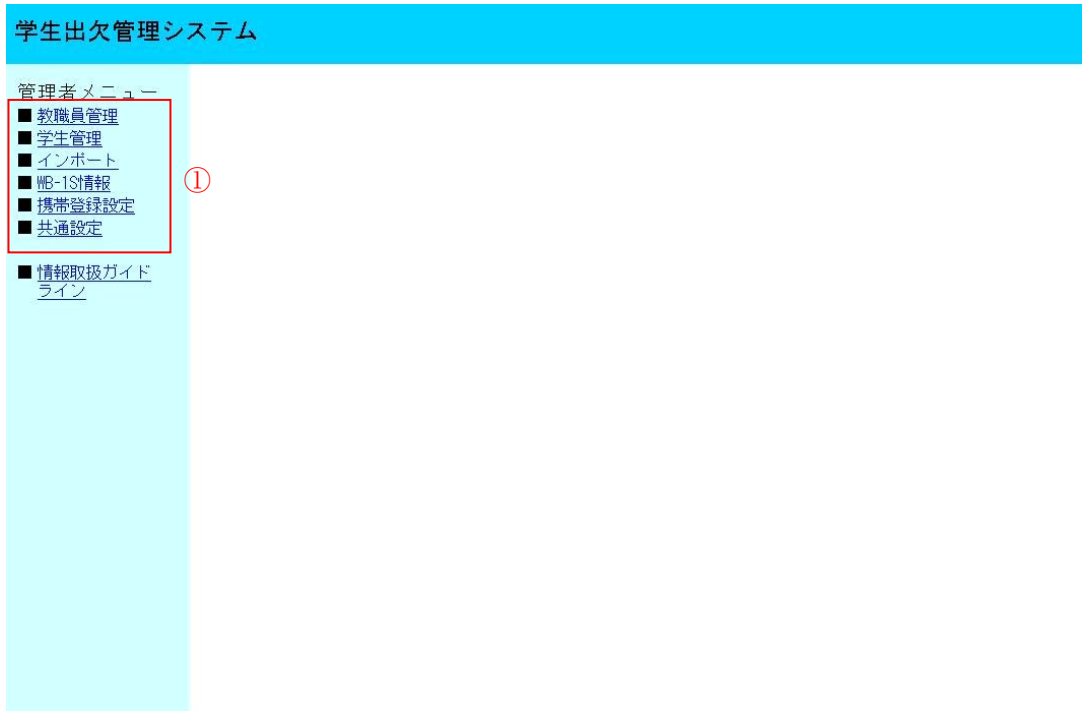 学生出欠管理システム
管理者メニュー
■ 教職員管理
■ 学生管理
■ インポート
■ WB-1S情報
■ 携帯登録設定
■ 共通設定
①
■ 情報取扱ガイド
ライン